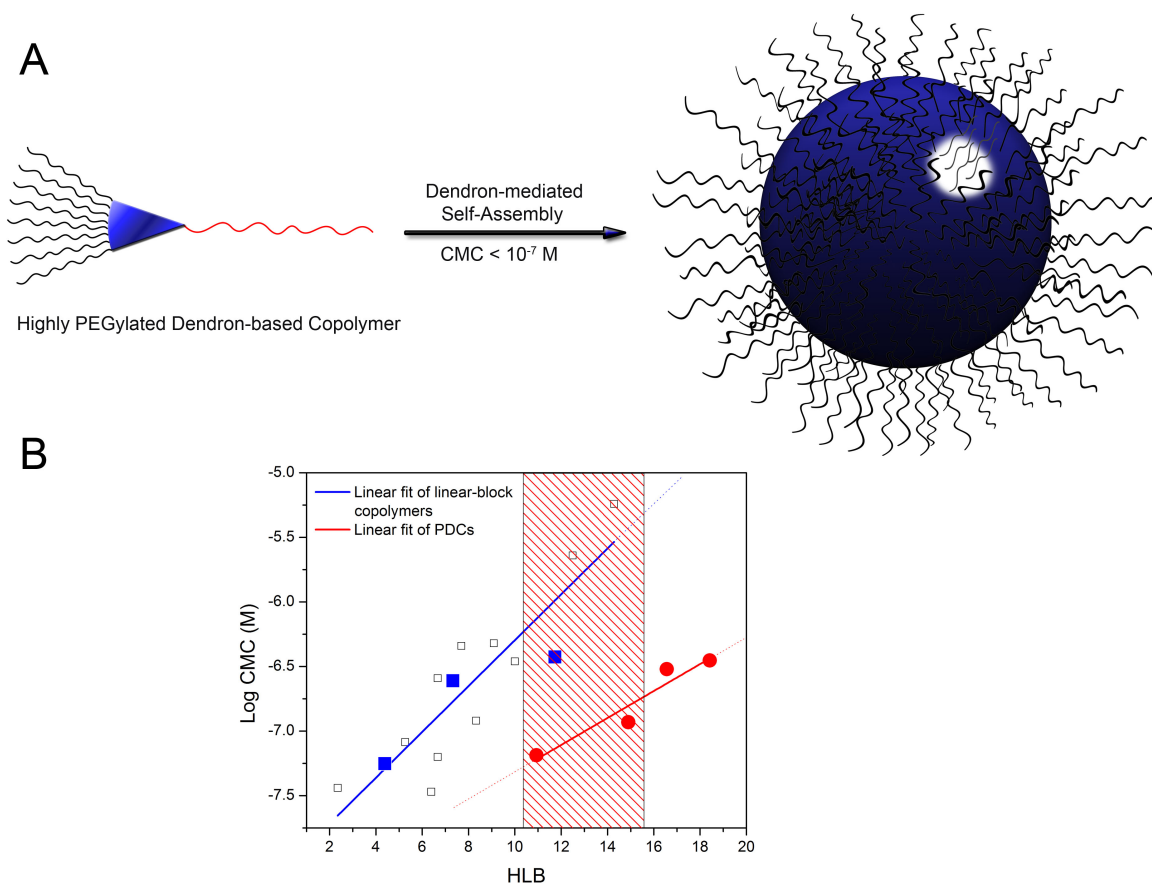 A
Dendron-mediated
Self-Assembly
CMC < 10⁻⁷ M
Highly PEGylated Dendron-based Copolymer
B
Linear fit of linear-block
copolymers
Linear fit of PDCs
Log CMC (M)
-5.0
-5.5
-6.0
-6.5
-7.0
-7.5
2 4 6 8 10 12 14 16 18 20
HLB